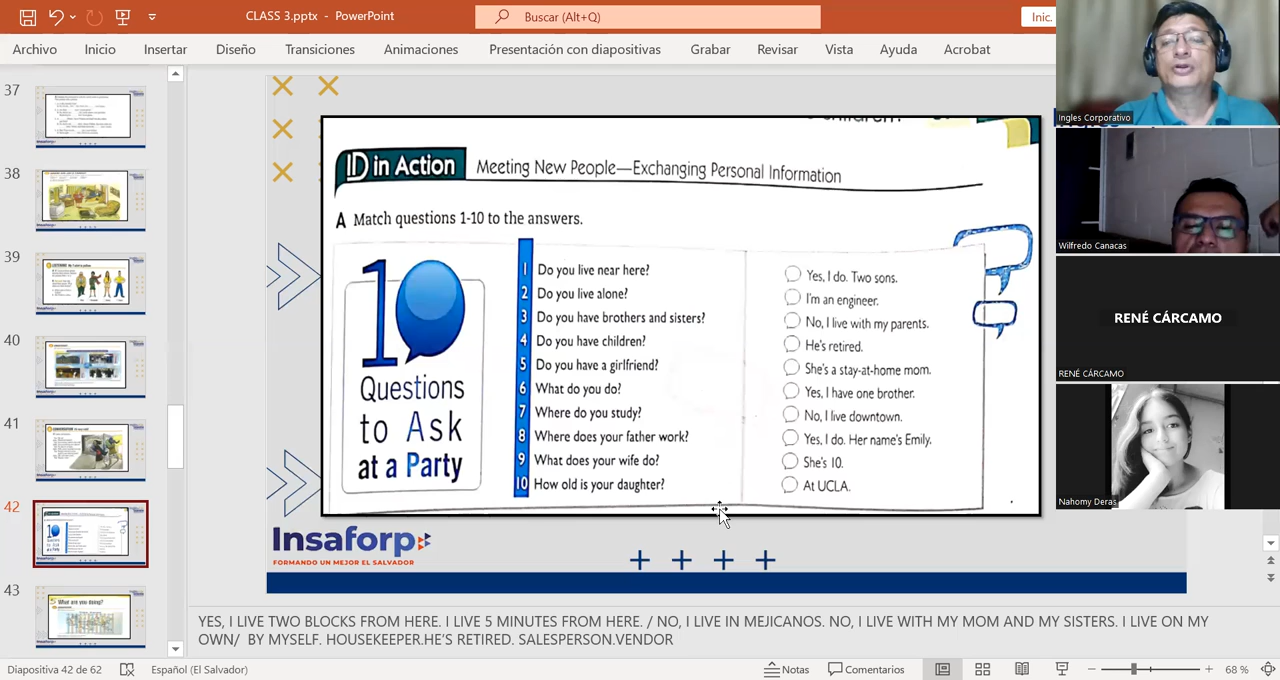 CLASS 3.pptx - PowerPoint
Buscar (Alt+Q)
Inic.
Archivo Inicio Insertar Diseño Transiciones Animaciones Presentación con diapositivas Grabar Revisar Vista Ayuda Acrobat
37
38
39
40
41
42
43
ID in Action Meeting New People—Exchanging Personal Information
A Match questions 1-10 to the answers.
10
Questions
to Ask
at a Party
1 Do you live near here?
2 Do you live alone?
3 Do you have brothers and sisters?
4 Do you have children?
5 Do you have a girlfriend?
6 What do you do?
7 Where do you study?
8 Where does your father work?
9 What does your wife do?
10 How old is your daughter?
Yes, I do. Two sons.
I'm an engineer.
No, I live with my parents.
He's retired.
She's a stay-at-home mom.
Yes, I have one brother.
No, I live downtown.
Yes, I do. Her name's Emily.
She's 10.
At UCLA.
Insaforp
FORMANDO UN MEJOR EL SALVADOR
Ingles Corporativo
Wilfredo Canacas
RENÉ CÁRCAMO
RENÉ CÁRCAMO
Nahomy Deras
YES, I LIVE TWO BLOCKS FROM HERE. I LIVE 5 MINUTES FROM HERE. / NO, I LIVE IN MEJICANOS. NO, I LIVE WITH MY MOM AND MY SISTERS. I LIVE ON MY
OWN/ BY MYSELF. HOUSEKEEPER.HE'S RETIRED. SALESPERSON.VENDOR
Diapositiva 42 de 62 Español (El Salvador) Notas Comentarios 68 %